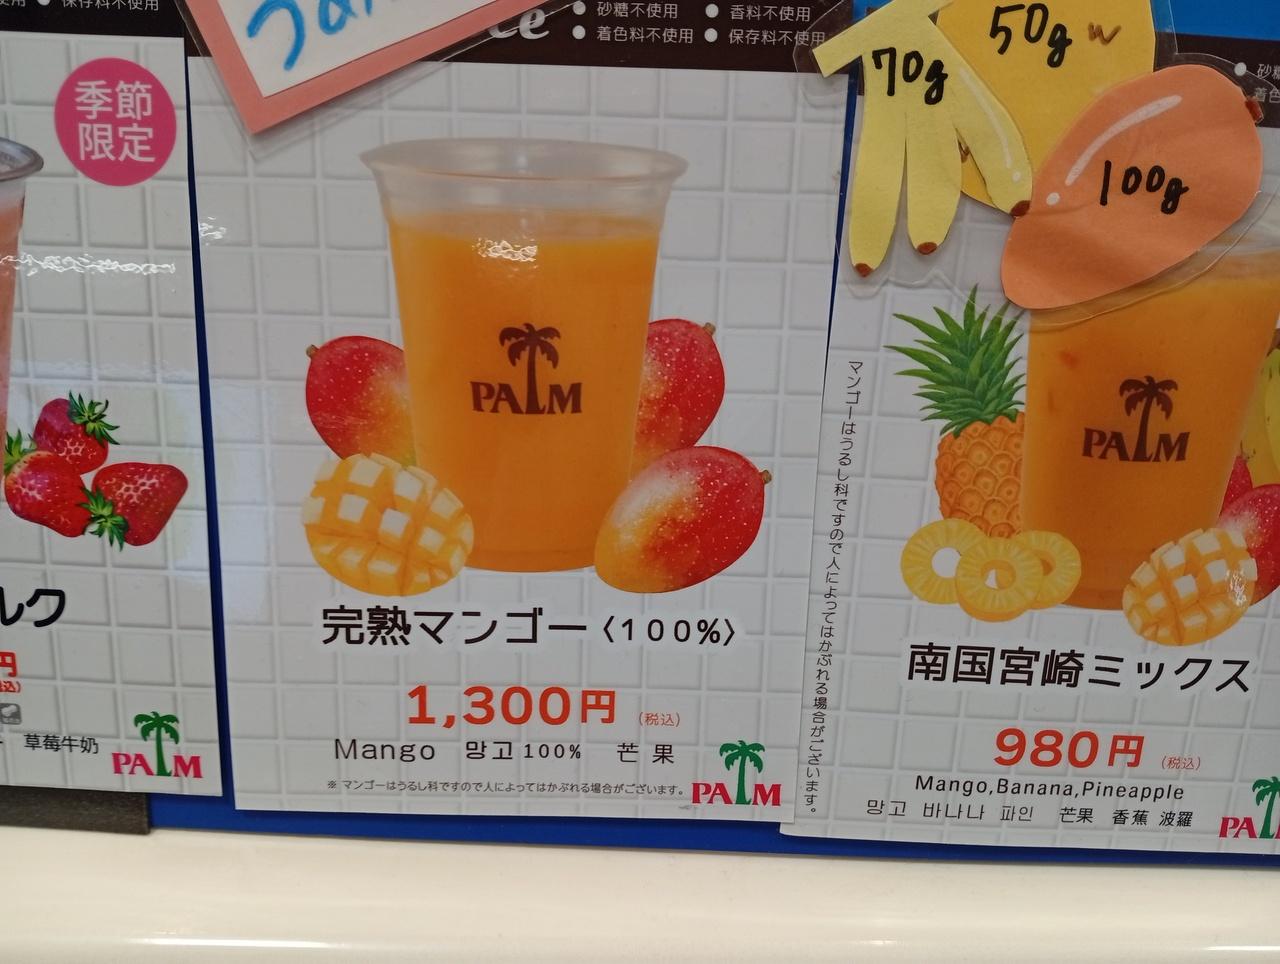 季節
限定
ルク
円
草莓牛奶
PALM
砂糖不使用 ● 香料不使用
● 着色料不使用 ● 保存料不使用
PALM
完熟マンゴー〈100%〉
1,300円(税込)
Mango 망고100% 芒果
※ マンゴーはうるし科ですので人によってはかぶれる場合がございます。
PALM
70g
50g
100g
マンゴーはうるし科ですので人によってはかぶれる場合がございます。
PALM
南国宮崎ミックス
980円(税込)
Mango,Banana,Pineapple
망고 바나나 파인 芒果 香蕉 波羅